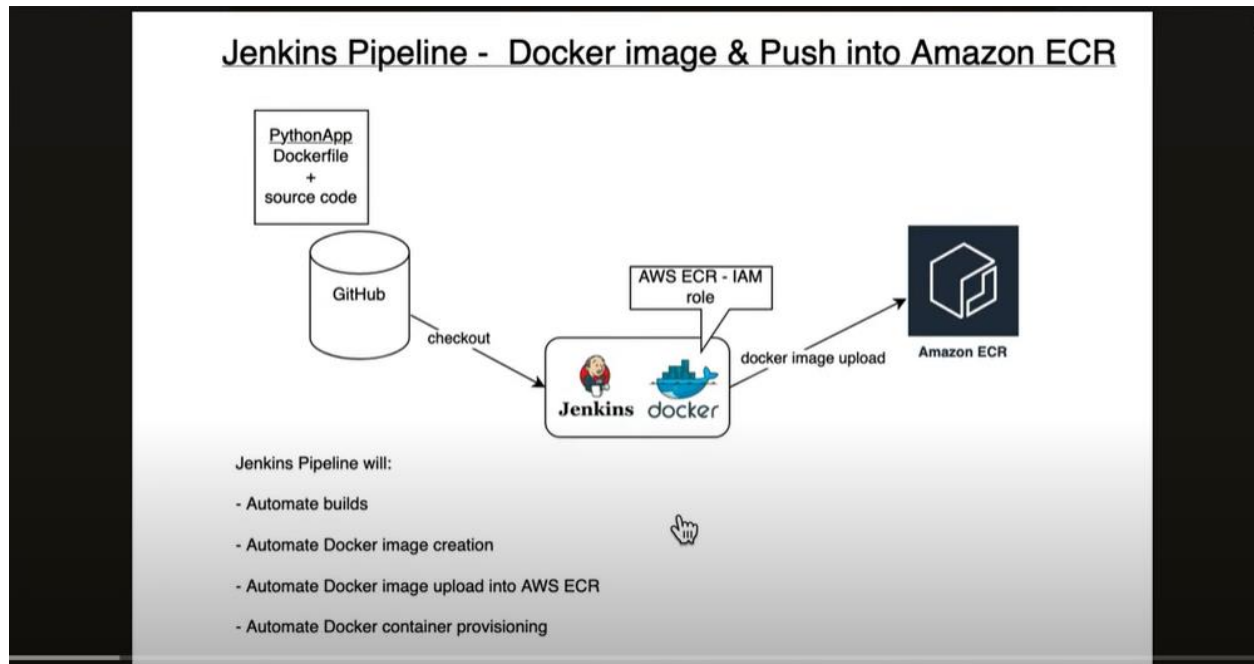 Jenkins Pipeline - Docker image & Push into Amazon ECR
PythonApp
Dockerfile
+
source code
GitHub
checkout
AWS ECR - IAM
role
Jenkins
docker
docker image upload
Amazon ECR
Jenkins Pipeline will:
- Automate builds
- Automate Docker image creation
- Automate Docker image upload into AWS ECR
- Automate Docker container provisioning